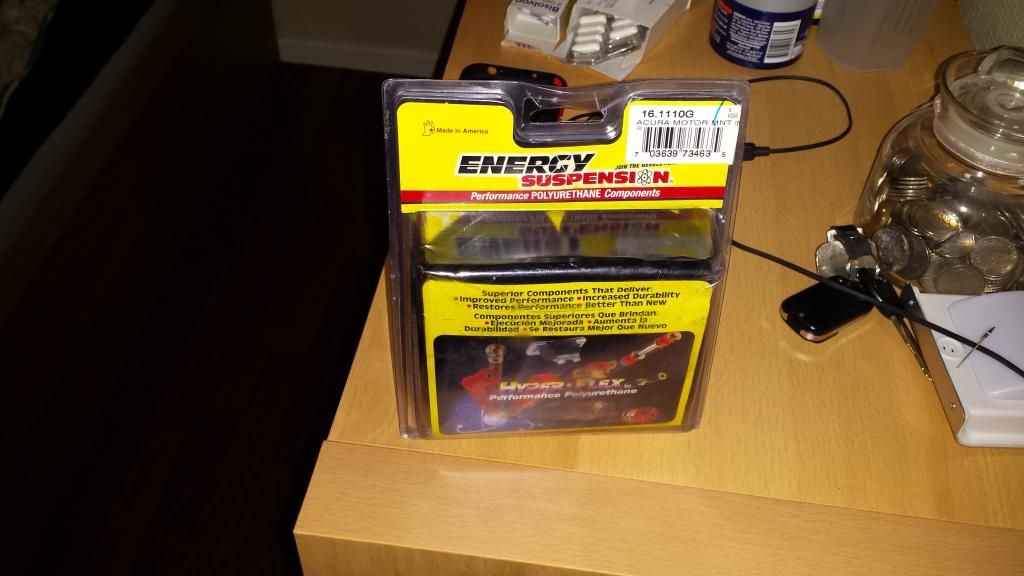 Bisolvon
16.1110G
ACURA MOTOR MNT
7 03639 73463 5
Made in America
ENERGY
JOIN THE REVOLUTION
SUSPENSION
Performance POLYURETHANE Components
Superior Components That Deliver:
•Improved Performance •Increased Durability
•Restores Performance Better Than New
Componentes Superiores Que Brindan:
•Ejecución Mejorada •Aumenta la
Durabilidad •Se Restaura Mejor Que Nuevo
HYPER•FLEX
Performance Polyurethane